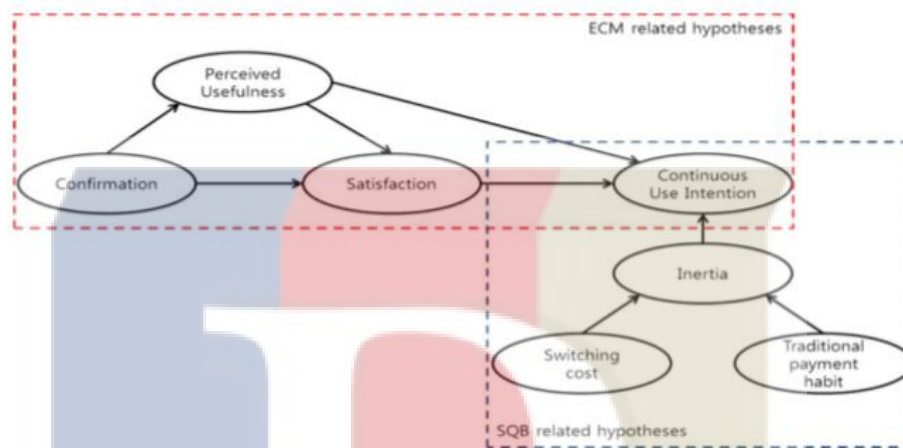 ECM related hypotheses
Perceived
Usefulness
Confirmation
Satisfaction
Continuous
Use Intention
Inertia
Switching
cost
Traditional
payment
habit
SQB related hypotheses